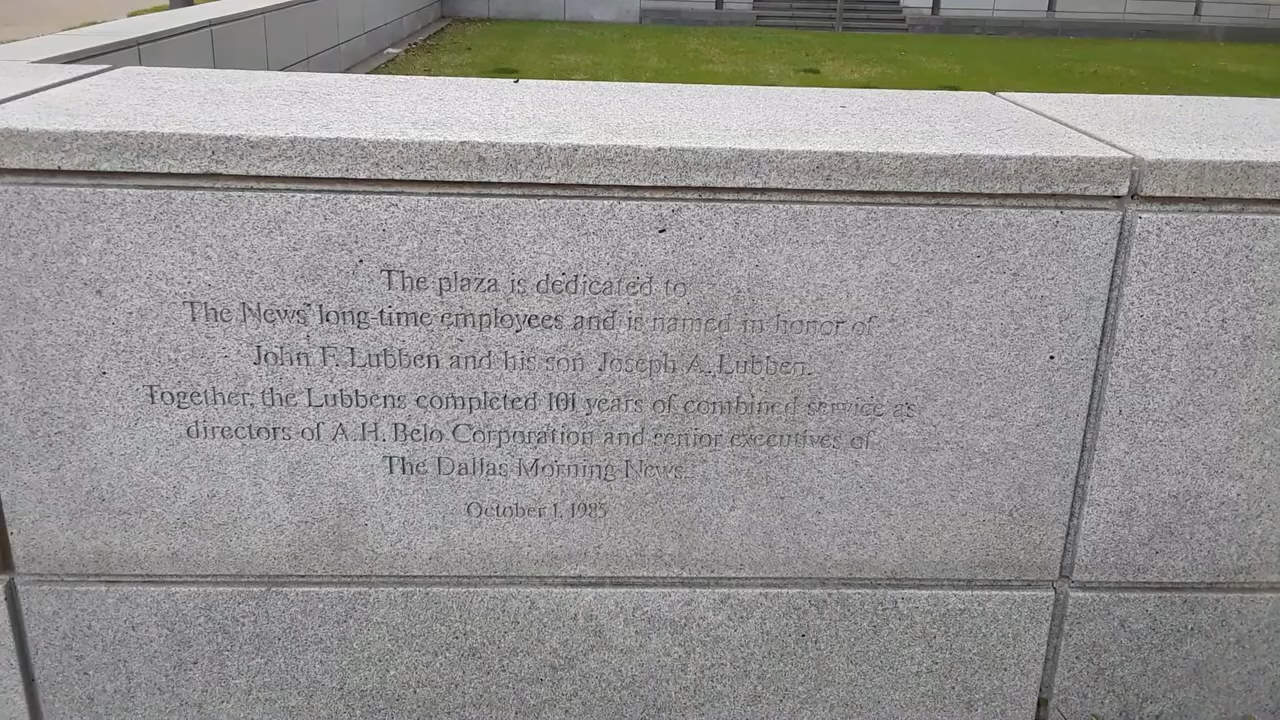 The plaza is dedicated to
The News' long-time employees and is named in honor of
John F. Lubben and his son Joseph A. Lubben.
Together, the Lubbens completed 101 years of combined service as
directors of A.H. Belo Corporation and senior executives of
The Dallas Morning News.
October 1, 1985